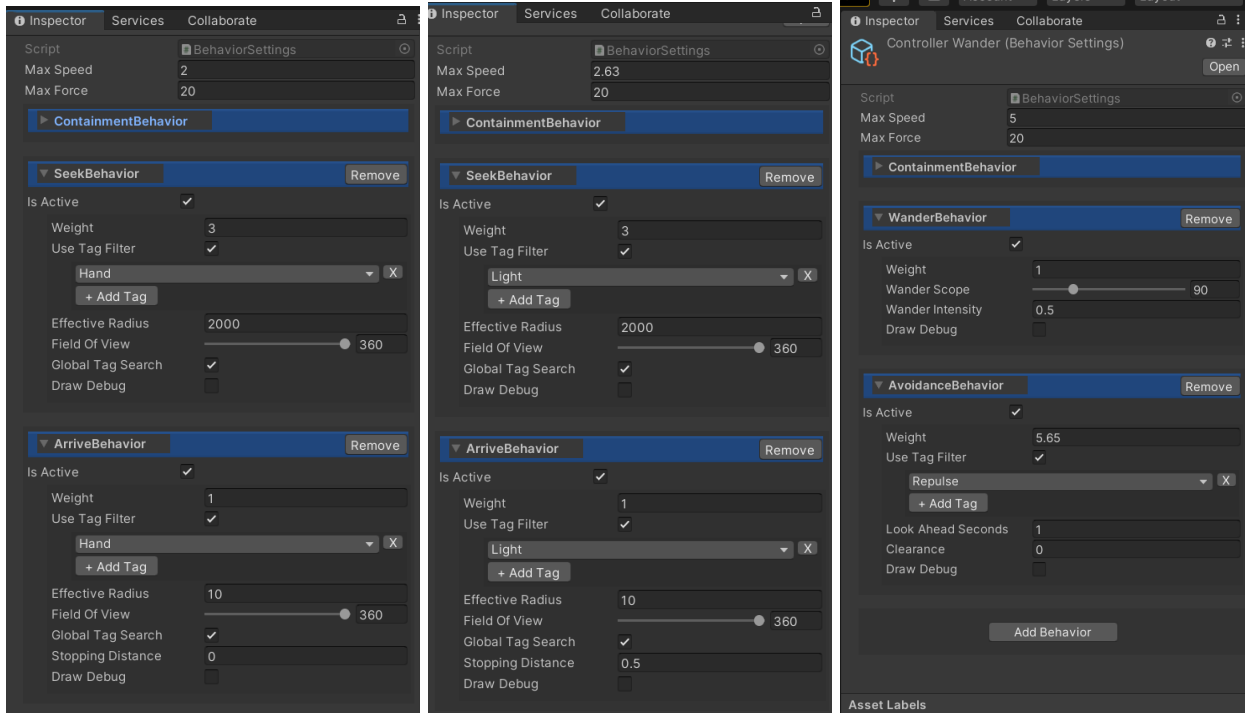 Inspector Services Collaborate
Script BehaviorSettings
Max Speed 2
Max Force 20
ContainmentBehavior
SeekBehavior Remove
Is Active
Weight 3
Use Tag Filter
Hand X
+ Add Tag
Effective Radius 2000
Field Of View 360
Global Tag Search
Draw Debug
ArriveBehavior Remove
Is Active
Weight 1
Use Tag Filter
Hand X
+ Add Tag
Effective Radius 10
Field Of View 360
Global Tag Search
Stopping Distance 0
Draw Debug
Inspector Services Collaborate
Script BehaviorSettings
Max Speed 2.63
Max Force 20
ContainmentBehavior
SeekBehavior Remove
Is Active
Weight 3
Use Tag Filter
Light X
+ Add Tag
Effective Radius 2000
Field Of View 360
Global Tag Search
Draw Debug
ArriveBehavior Remove
Is Active
Weight 1
Use Tag Filter
Light X
+ Add Tag
Effective Radius 10
Field Of View 360
Global Tag Search
Stopping Distance 0.5
Draw Debug
Inspector Services Collaborate
Controller Wander (Behavior Settings)
Open
Script BehaviorSettings
Max Speed 5
Max Force 20
ContainmentBehavior
WanderBehavior Remove
Is Active
Weight 1
Wander Scope 90
Wander Intensity 0.5
Draw Debug
AvoidanceBehavior Remove
Is Active
Weight 5.65
Use Tag Filter
Repulse X
+ Add Tag
Look Ahead Seconds 1
Clearance 0
Draw Debug
Add Behavior
Asset Labels